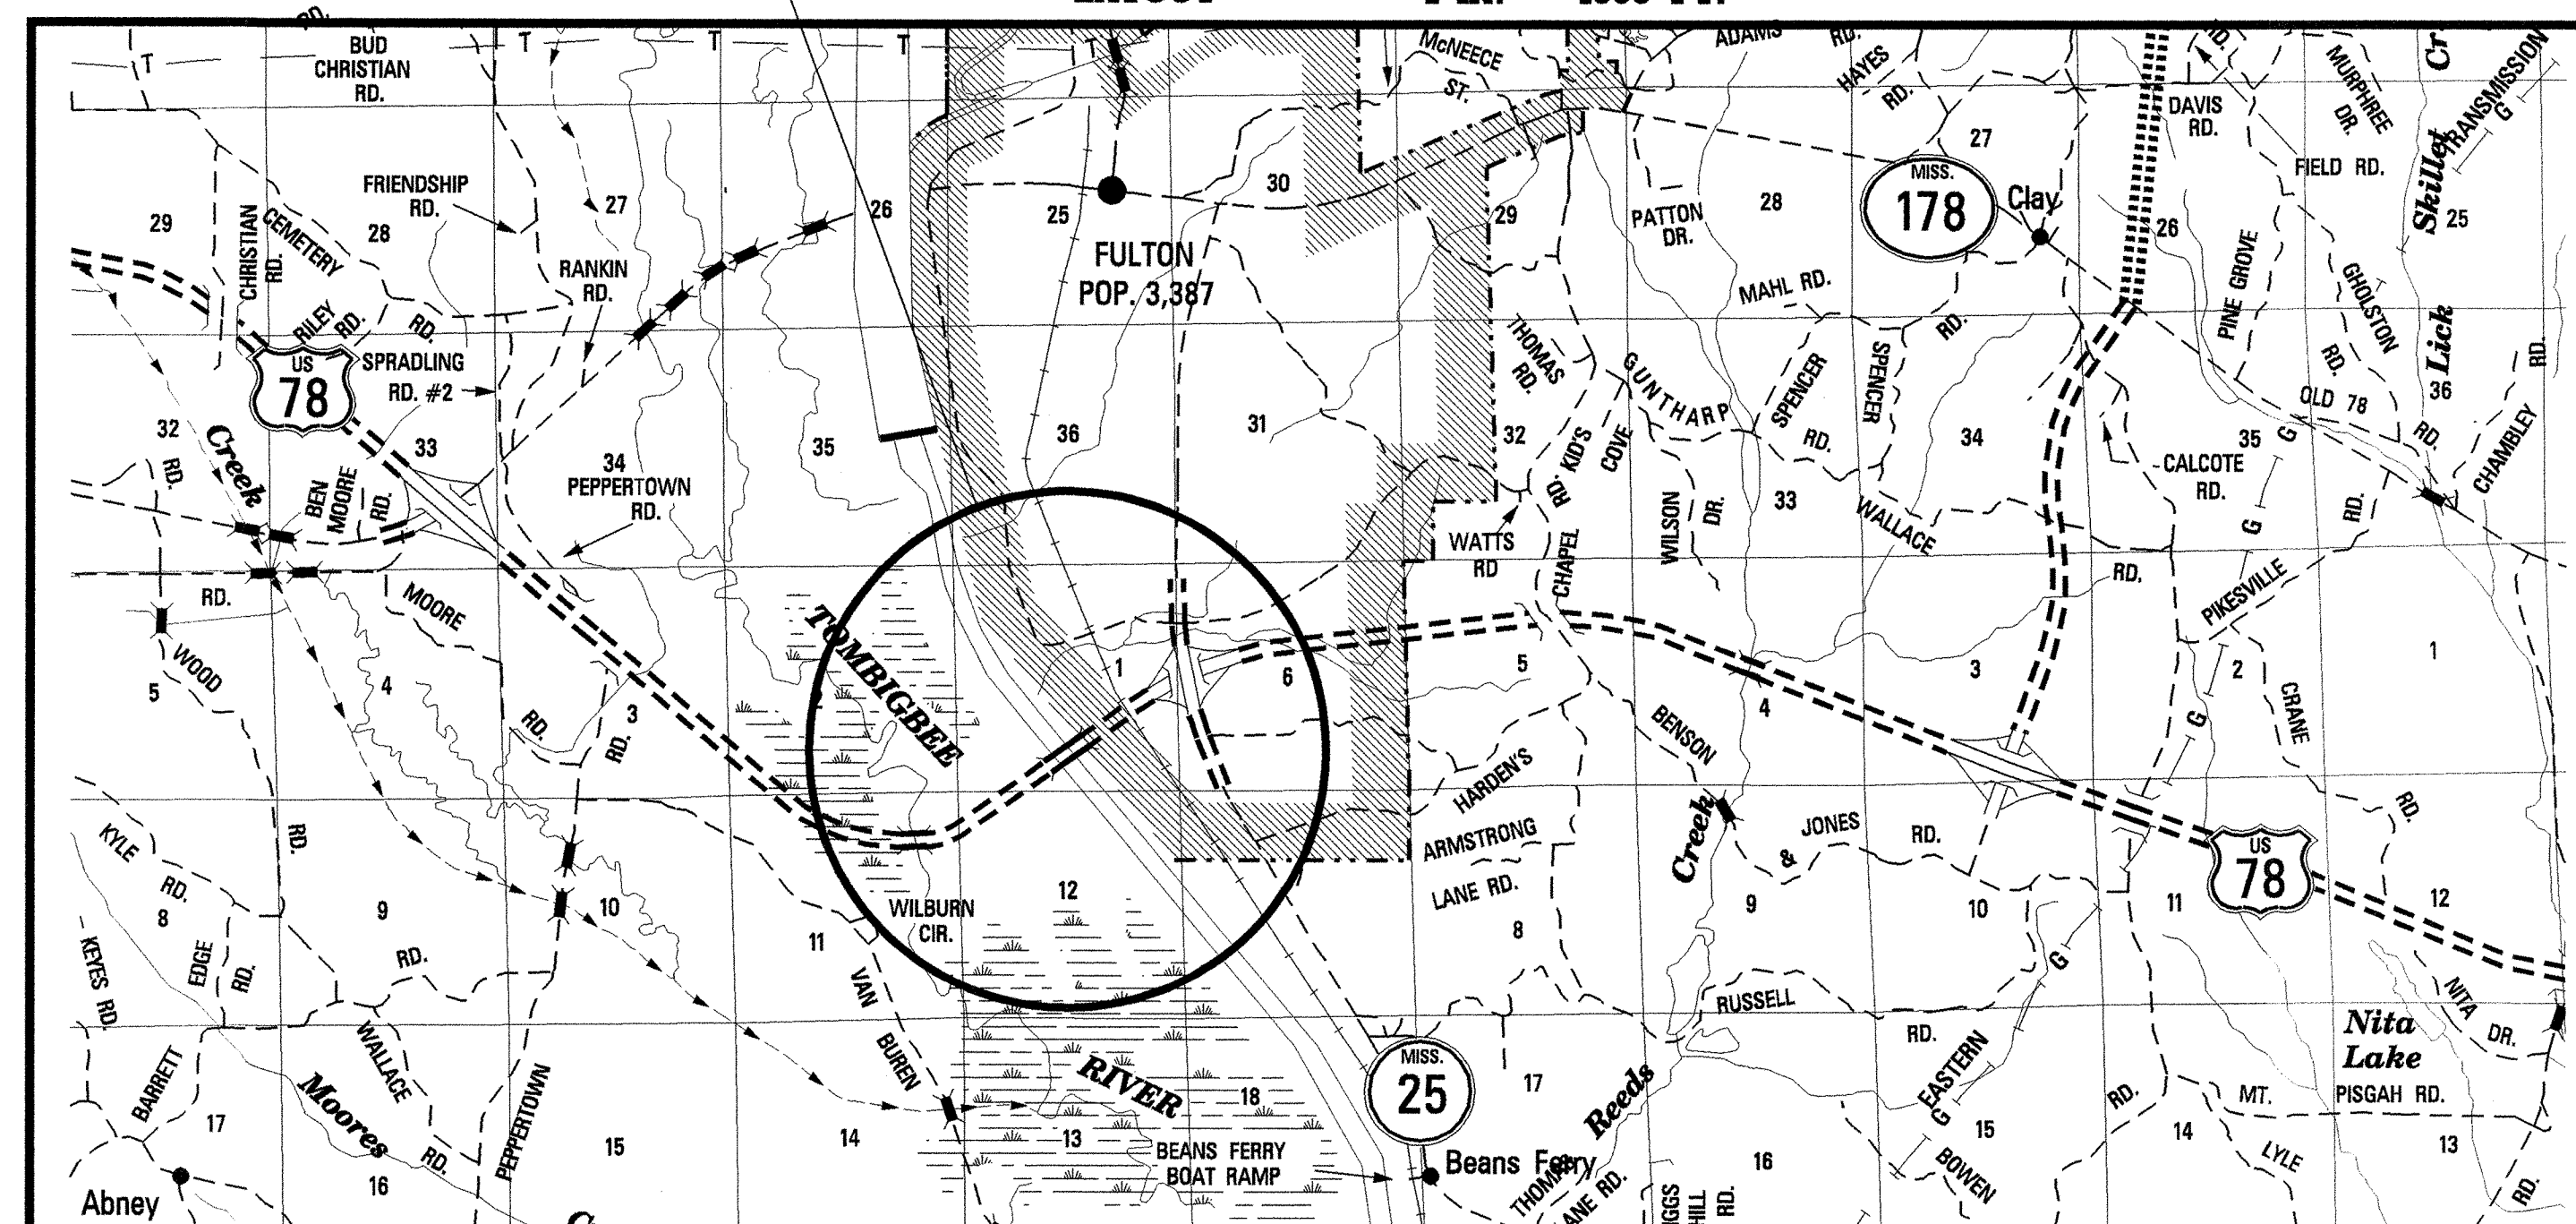 BUD
CHRISTIAN
RD.
T
T
T
T
T
McNEECE
ST.
ADAMS
RD.
HAYES
RD.
27
DAVIS
RD.
RD.
MURPHREE
DR.
TRANSMISSION
G
FIELD RD.
Skillet
Lick
Cr
25
29
CHRISTIAN
RD.
CEMETERY
RD.
28
FRIENDSHIP
RD.
27
26
RANKIN
RD.
RILEY
RD.
SPRADLING
RD. #2
25
30
FULTON
POP. 3,387
29
PATTON
DR.
28
MISS.
178
Clay
26
PINE GROVE
RD.
GHOLSTON
MAHL RD.
THOMAS
RD.
GUNTHARP
RD.
SPENCER
SPENCER
RD.
US
78
32
RD.
Creek
33
BEN
MOORE
RD.
34
PEPPERTOWN
RD.
35
36
31
32
KID'S
COVE
RD.
CHAPEL
WATTS
RD
WILSON
DR.
33
34
WALLACE
RD.
CALCOTE
RD.
35
G
G
OLD 78
RD.
36
CHAMBLEY
RD.
PIKESVILLE
RD.
RD.
WOOD
RD.
MOORE
RD.
5
4
3
RD.
TOMBIGBEE
RIVER
1
6
5
4
3
2
1
G
CRANE
RD.
BENSON
HARDEN'S
ARMSTRONG
LANE RD.
Creek
JONES
&
RD.
US
78
KYLE
RD.
8
9
10
11
WILBURN
CIR.
12
8
9
10
11
12
KEYES RD.
EDGE
RD.
RD.
VAN
BUREN
RUSSELL
RD.
G
EASTERN
G
Nita
Lake
NITA
DR.
BARRETT
17
Moores
WALLACE
RD.
16
PEPPERTOWN
15
14
13
18
BEANS FERRY
BOAT RAMP
MISS.
25
Beans Ferry
17
Reeds
THOMAS
LANE RD.
HILL
RD.
16
15
BOWEN
RD.
14
MT.
PISGAH RD.
LYLE
13
RD.
Abney